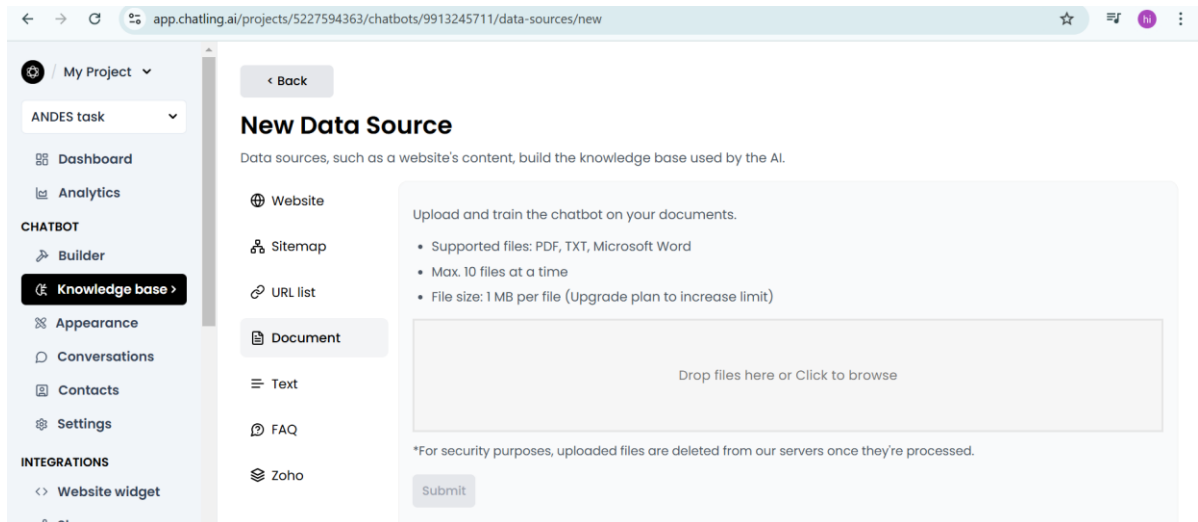 app.chatling.ai/projects/5227594363/chatbots/9913245711/data-sources/new
hi
/ My Project
ANDES task
Dashboard
Analytics
CHATBOT
Builder
Knowledge base >
Appearance
Conversations
Contacts
Settings
INTEGRATIONS
Website widget
< Back
New Data Source
Data sources, such as a website's content, build the knowledge base used by the AI.
Website
Sitemap
URL list
Document
Text
FAQ
Zoho
Upload and train the chatbot on your documents.
• Supported files: PDF, TXT, Microsoft Word
• Max. 10 files at a time
• File size: 1 MB per file (Upgrade plan to increase limit)
Drop files here or Click to browse
*For security purposes, uploaded files are deleted from our servers once they're processed.
Submit